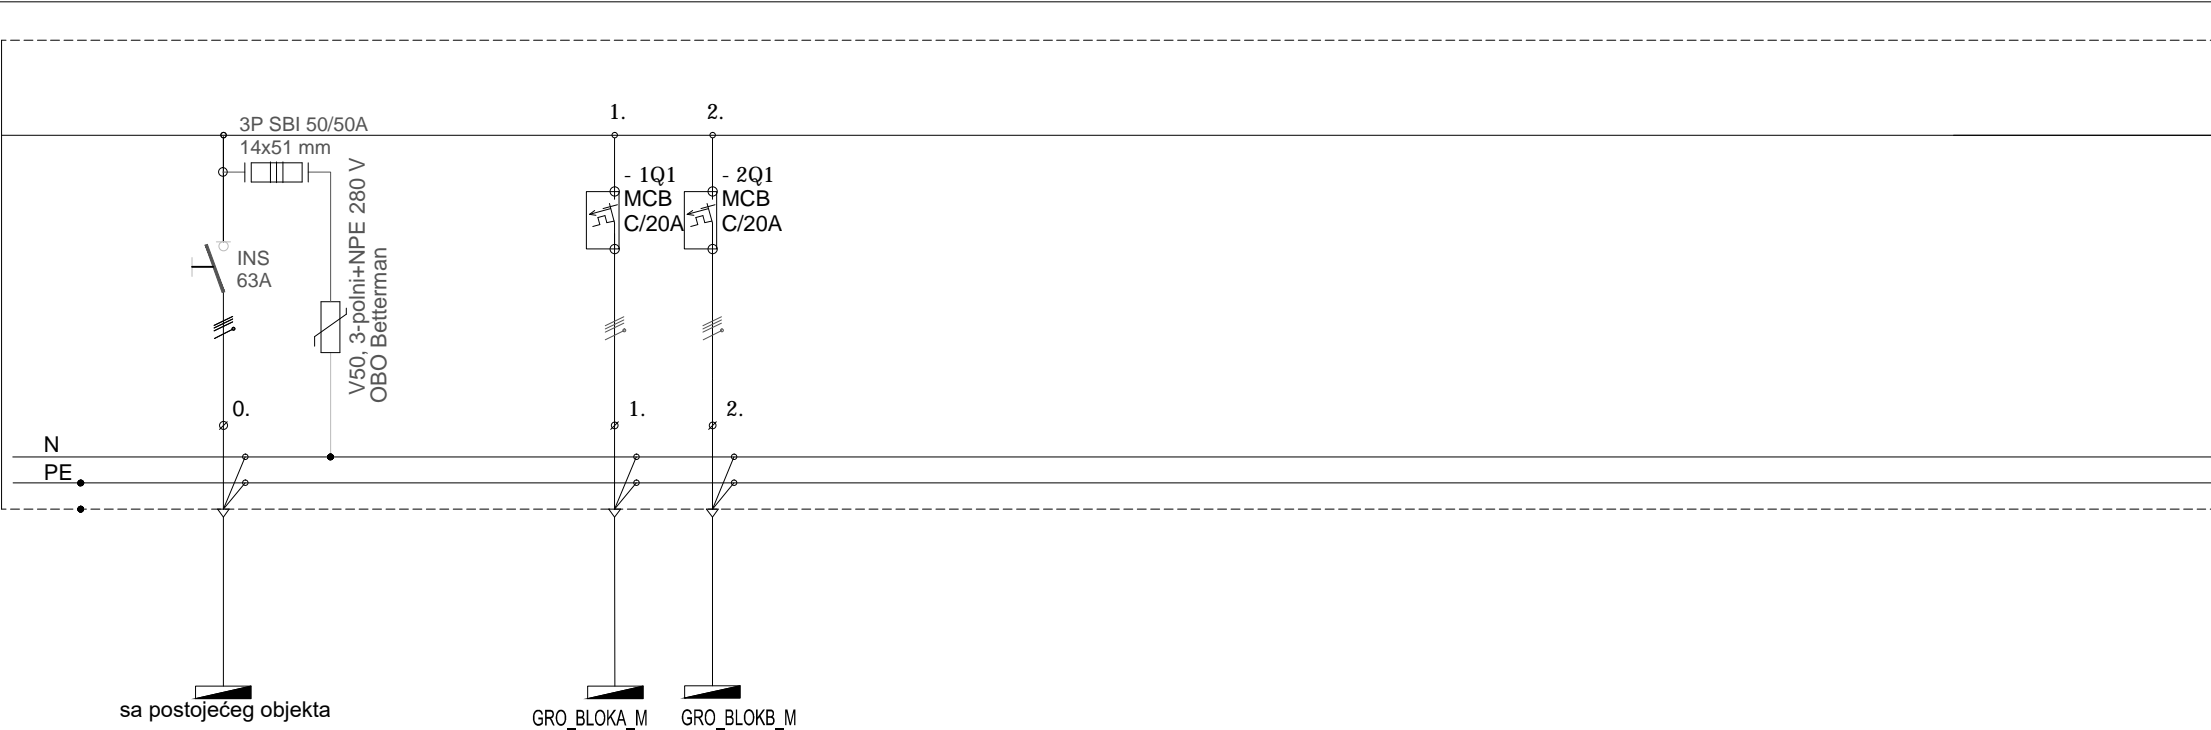 3P SBI 50/50A
14x51 mm
V50, 3-polni+NPE 280 V
OBO Betterman
INS
63A
0.
1.
- 1Q1
MCB
C/20A
1.
2.
- 2Q1
MCB
C/20A
2.
N
PE
sa postojećeg objekta
GRO_BLOKA_M
GRO_BLOKB_M